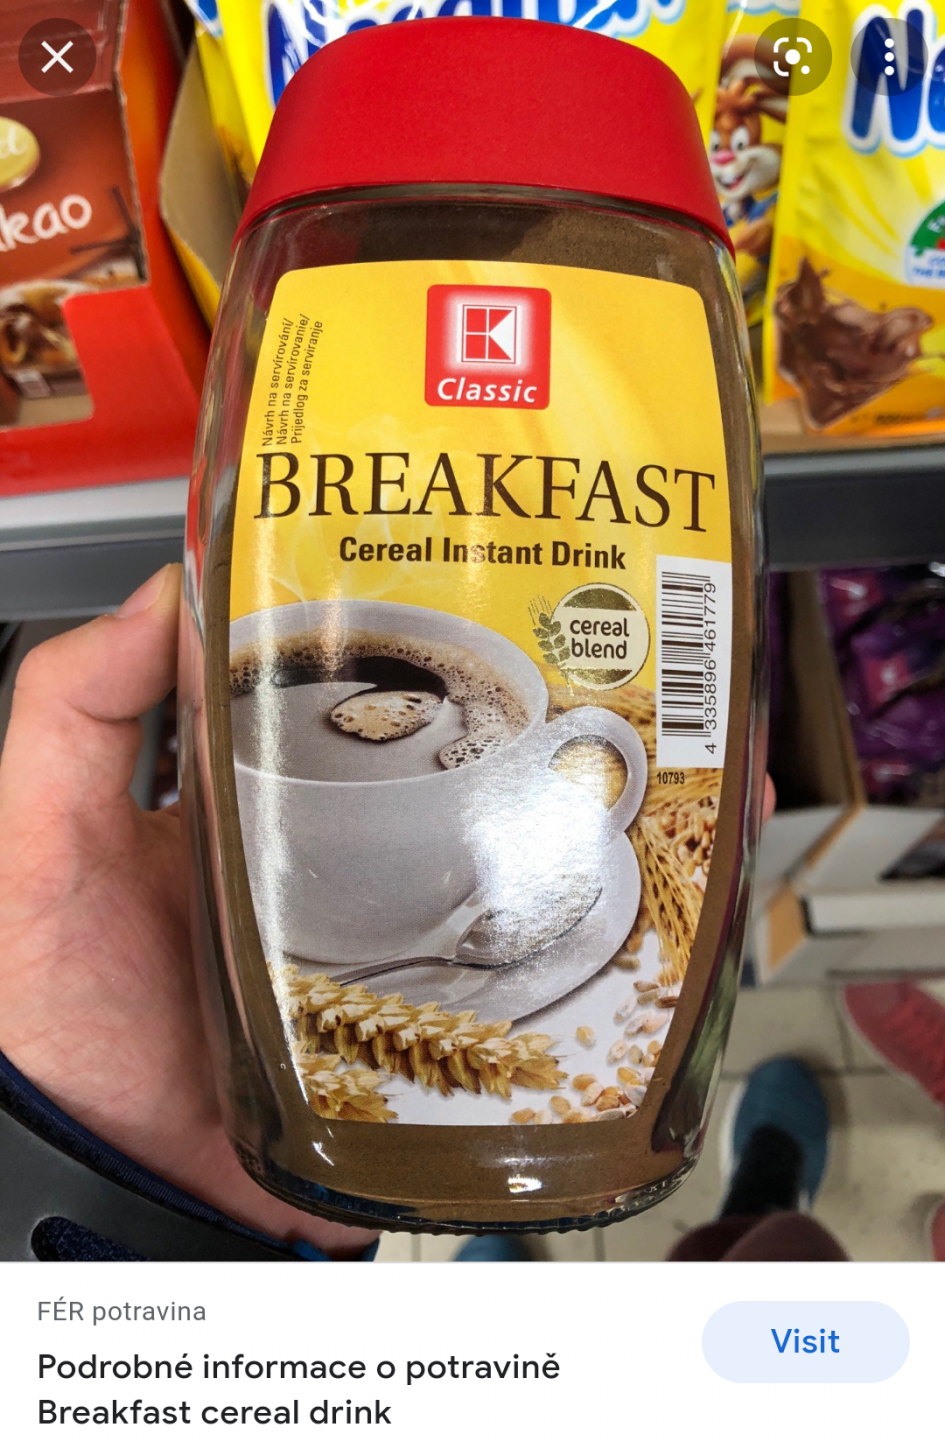 kao
Návrh na servírování/
Návrh na servírovanie/
Prijedlog za serviranje
K
Classic
BREAKFAST
Cereal Instant Drink
cereal
blend
4 335896 461779
10793
FÉR potravina
Podrobné informace o potravině
Breakfast cereal drink
Visit